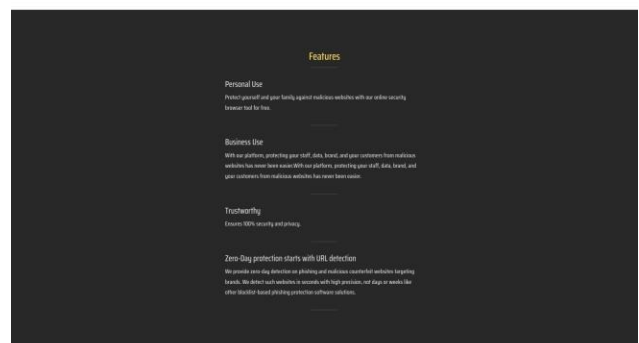 Features
Personal Use
Protect yourself and your family against malicious websites with our online security
browser tool for free.
Business Use
With our platform, protecting your staff, data, brand, and your customers from malicious
websites has never been easier.With our platform, protecting your staff, data, brand, and
your customers from malicious websites has never been easier.
Trustworthy
Ensures 100% security and privacy.
Zero-Day protection starts with URL detection
We provide zero-day detection on phishing and malicious counterfeit websites targeting
brands. We detect such websites in seconds with high precision, not days or weeks like
other blacklist-based phishing protection software solutions.